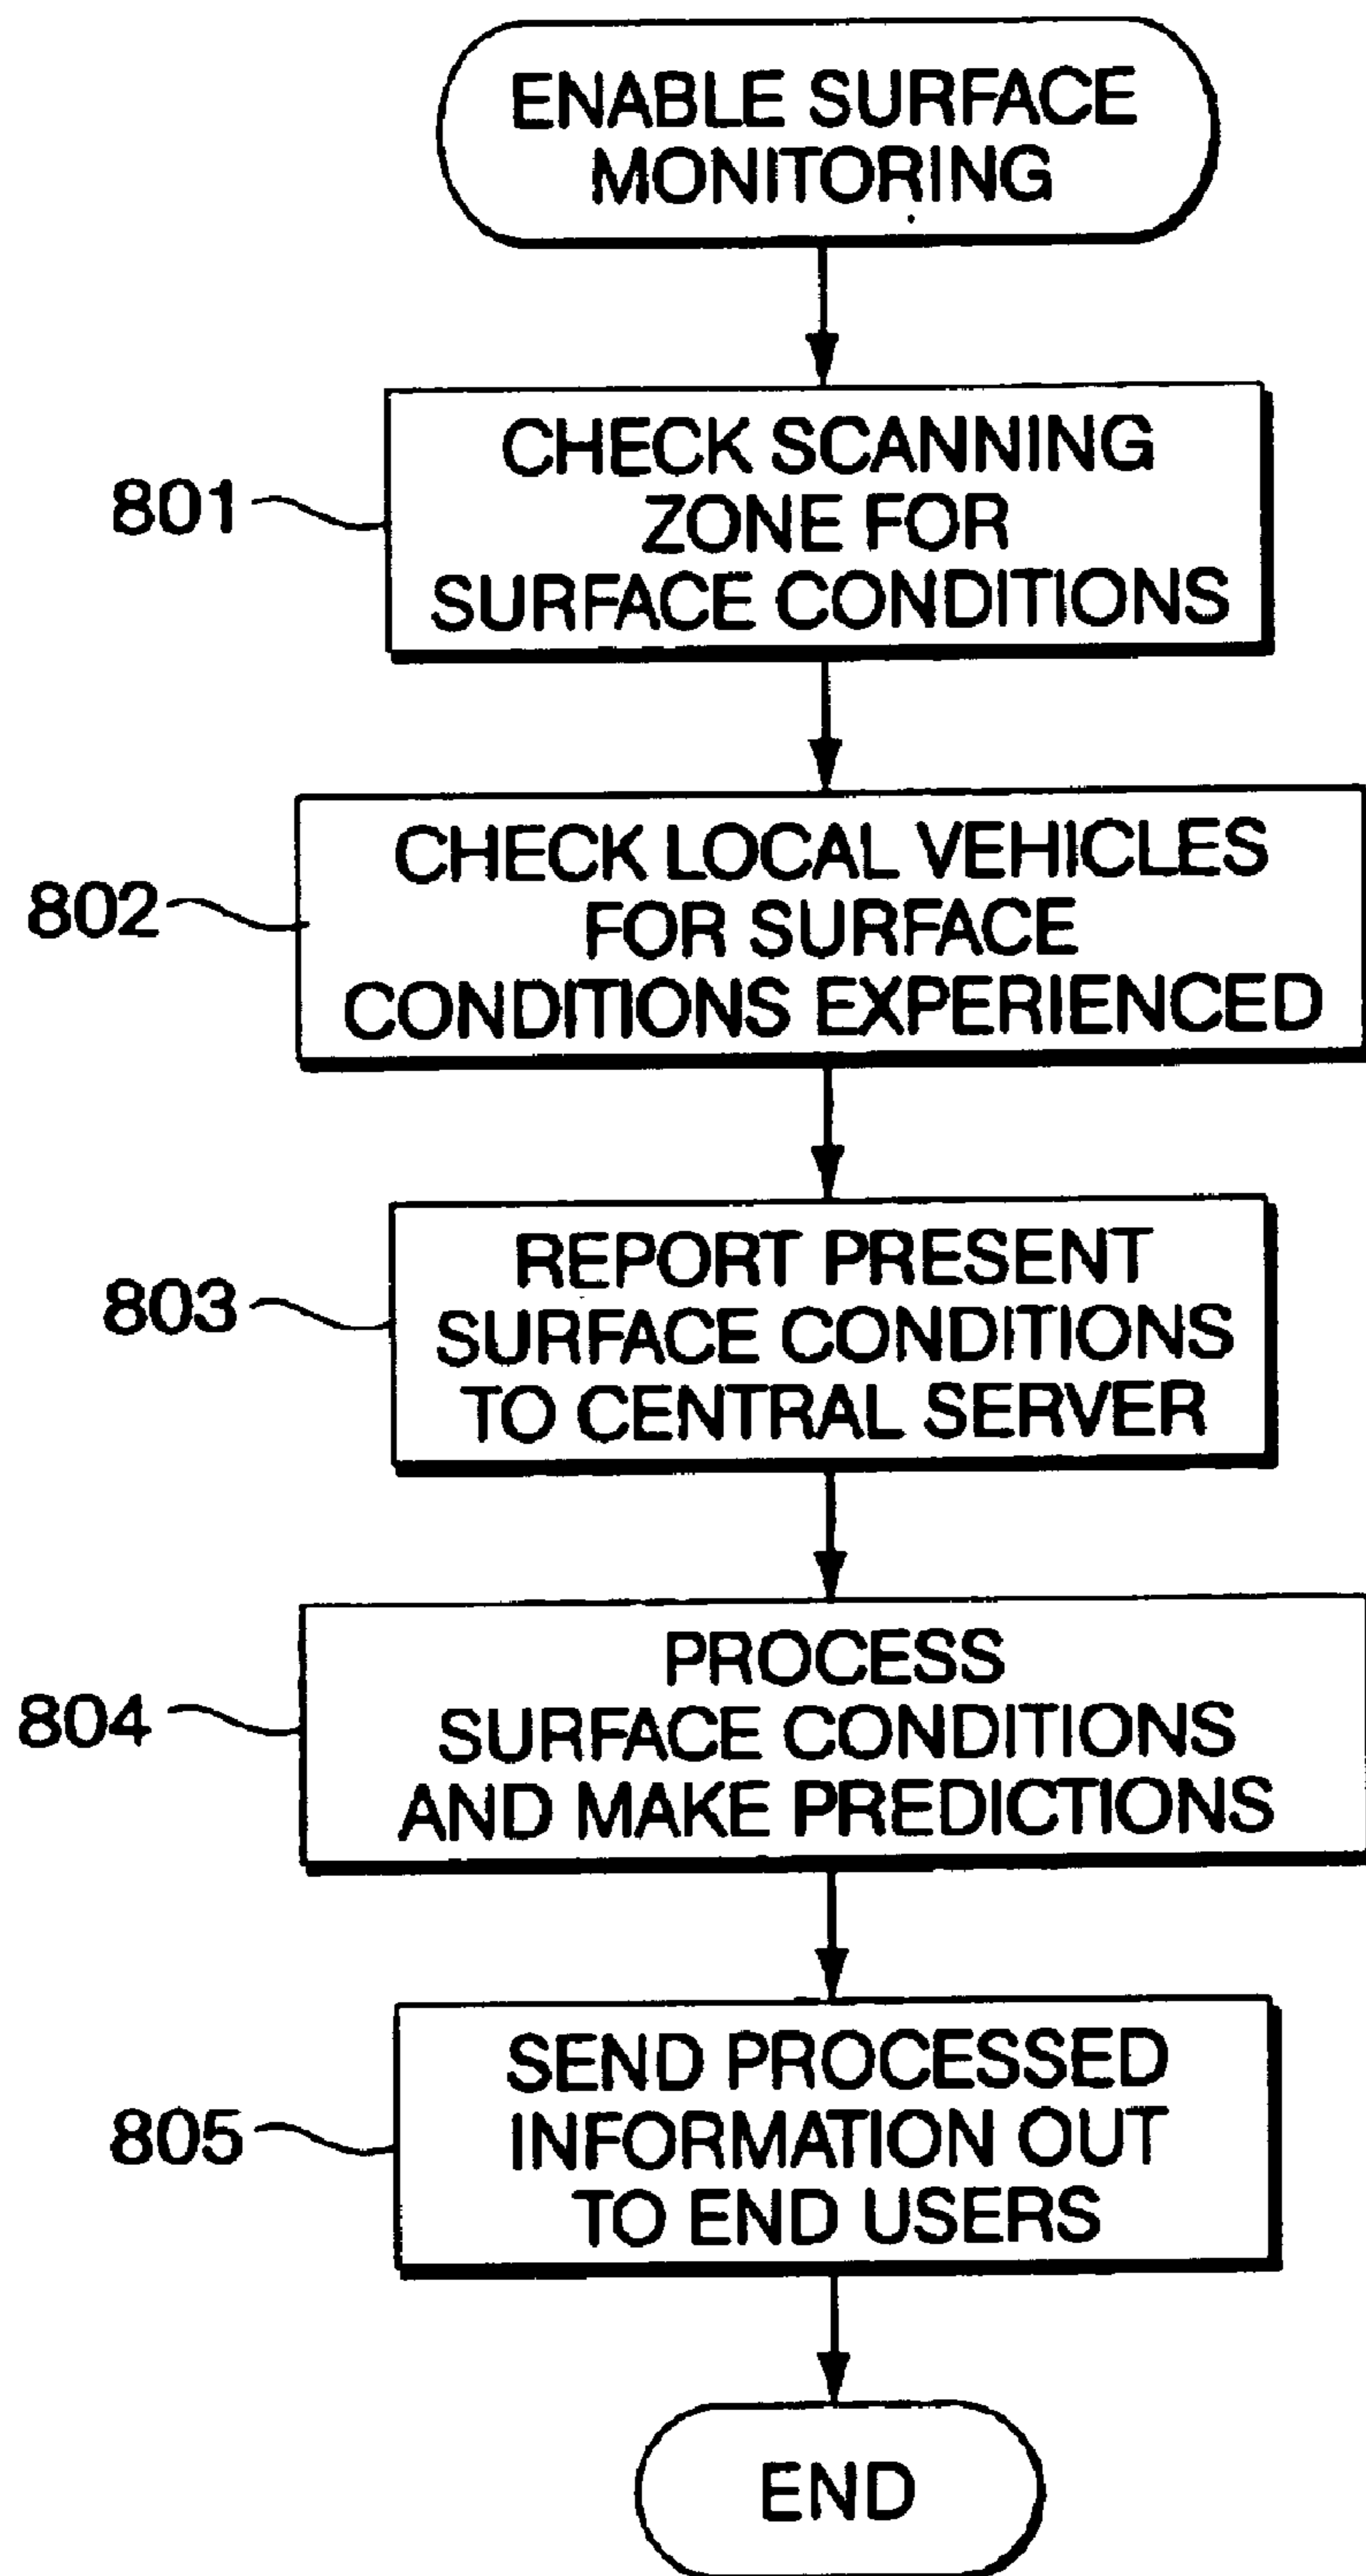 ENABLE SURFACE
MONITORING
801
CHECK SCANNING
ZONE FOR
SURFACE CONDITIONS
802
CHECK LOCAL VEHICLES
FOR SURFACE
CONDITIONS EXPERIENCED
803
REPORT PRESENT
SURFACE CONDITIONS
TO CENTRAL SERVER
804
PROCESS
SURFACE CONDITIONS
AND MAKE PREDICTIONS
805
SEND PROCESSED
INFORMATION OUT
TO END USERS
END